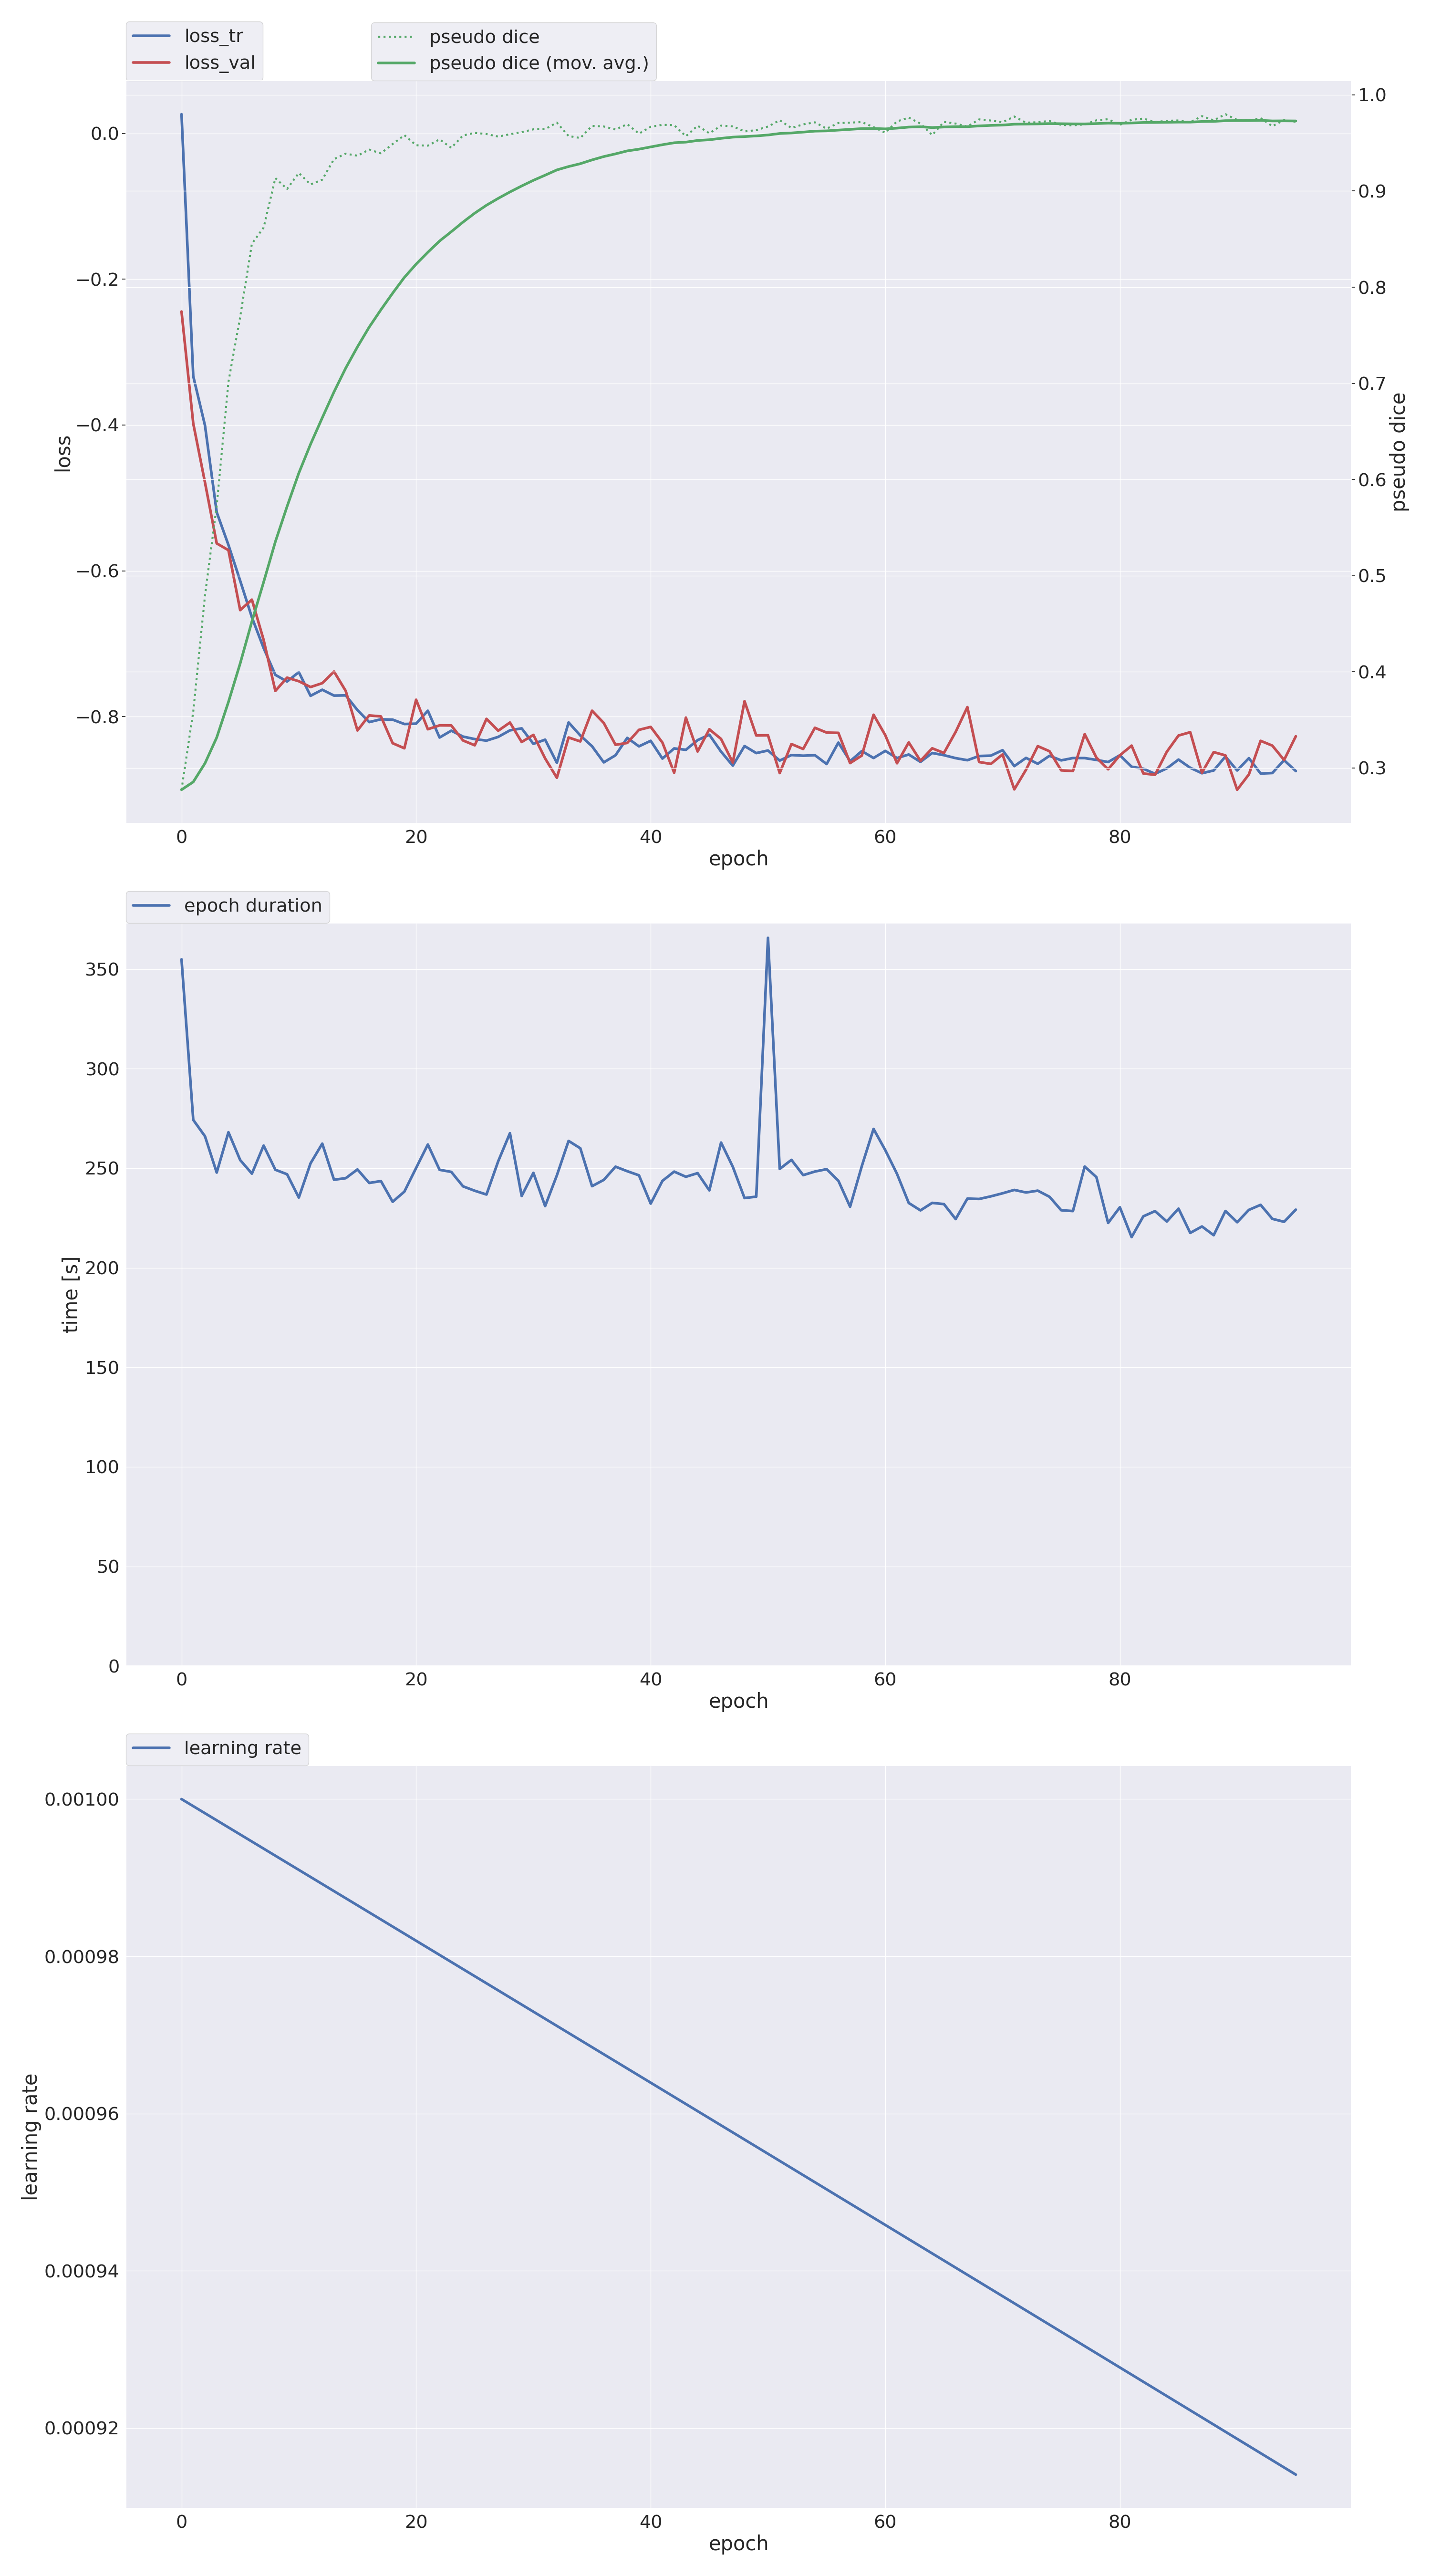 loss_tr
loss_val
pseudo dice
pseudo dice (mov. avg.)
0.0
−0.2
−0.4
−0.6
−0.8
loss
1.0
0.9
0.8
0.7
0.6
0.5
0.4
0.3
pseudo dice
0 20 40 60 80
epoch
epoch duration
350
300
250
200
150
100
50
0
time [s]
0 20 40 60 80
epoch
learning rate
0.00100
0.00098
0.00096
0.00094
0.00092
learning rate
0 20 40 60 80
epoch